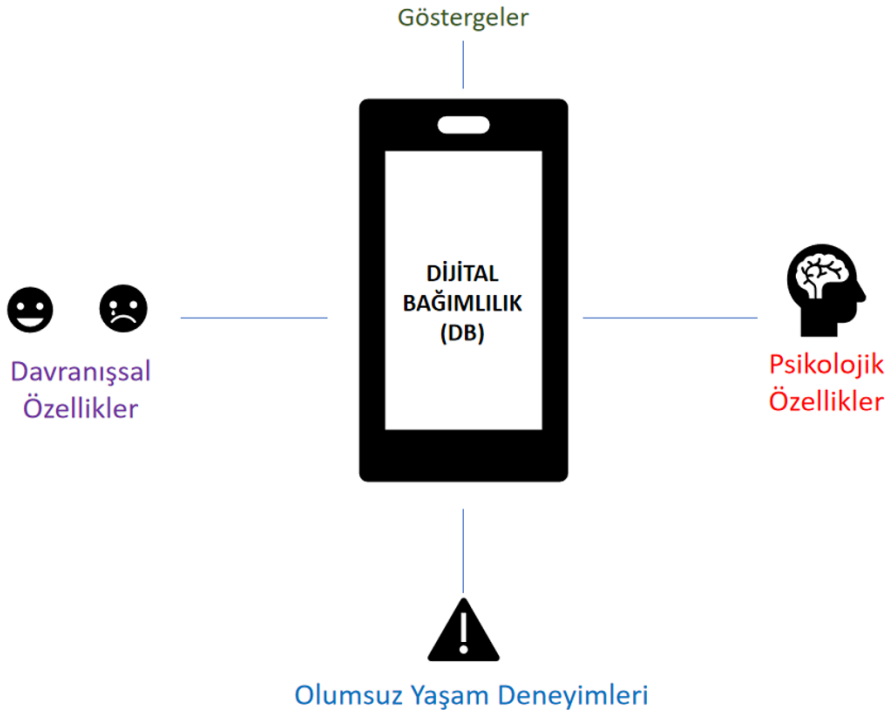 Göstergeler
DİJİTAL
BAĞIMLILIK
(DB)
Davranışsal
Özellikler
Psikolojik
Özellikler
Olumsuz Yaşam Deneyimleri